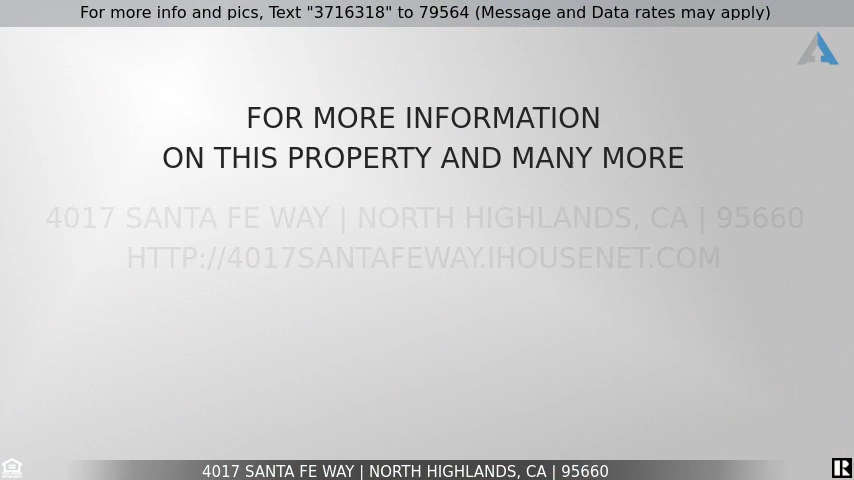 For more info and pics, Text "3716318" to 79564 (Message and Data rates may apply)
FOR MORE INFORMATION
ON THIS PROPERTY AND MANY MORE
4017 SANTA FE WAY | NORTH HIGHLANDS, CA | 95660
HTTP://4017SANTAFEWAY.IHOUSENET.COM
4017 SANTA FE WAY | NORTH HIGHLANDS, CA | 95660